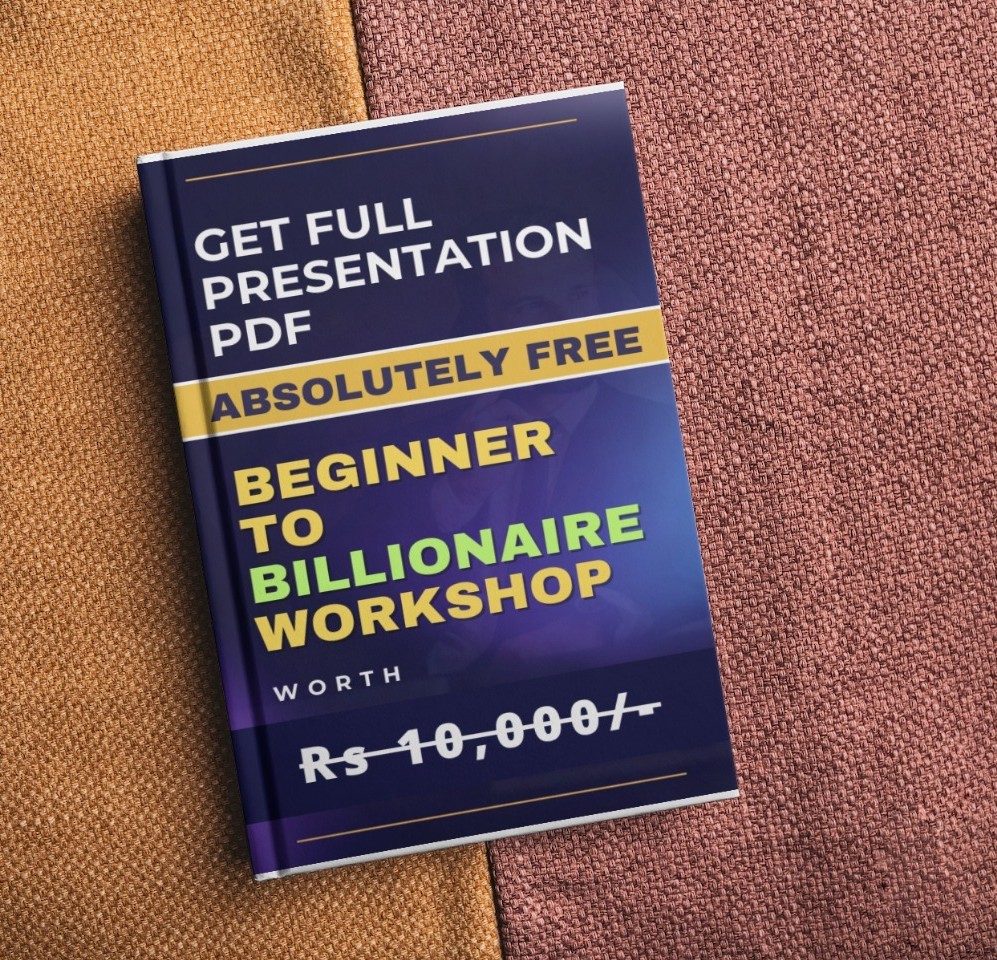 GET FULL
PRESENTATION
PDF
ABSOLUTELY FREE
BEGINNER
TO
BILLIONAIRE
WORKSHOP
WORTH
Rs 10,000/-